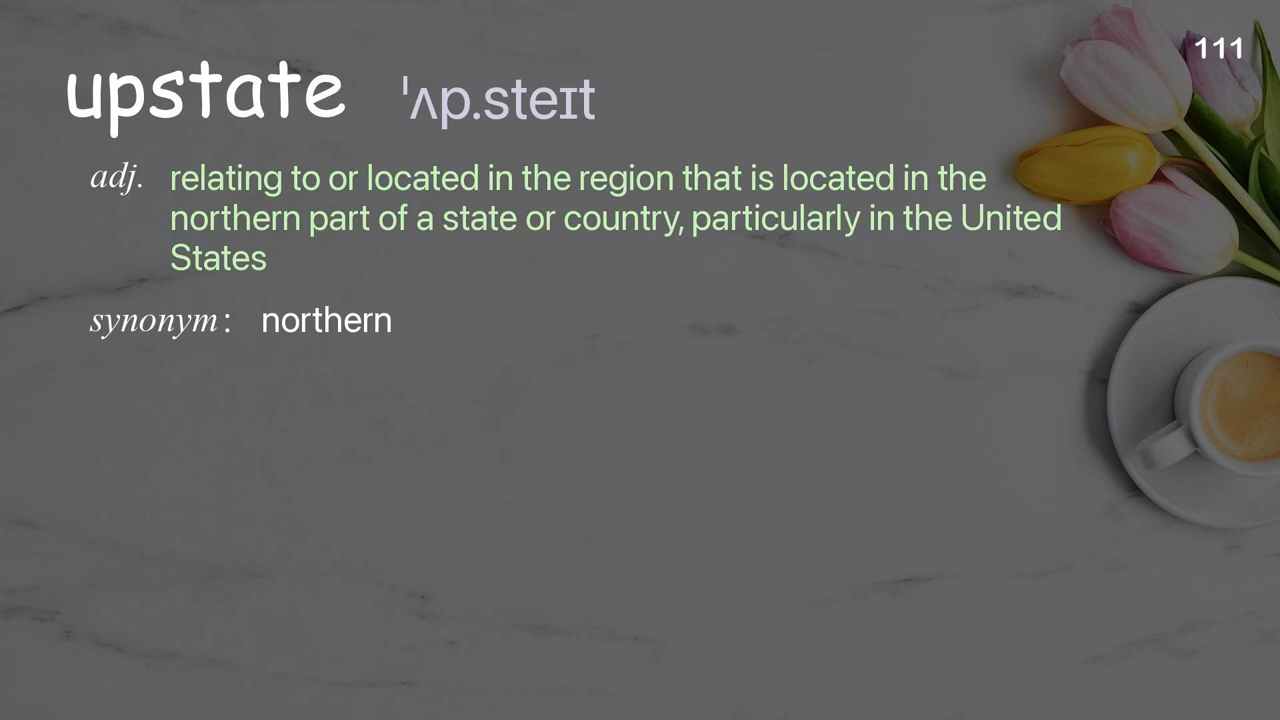 111
upstate ˈʌp.steɪt
adj. relating to or located in the region that is located in the
northern part of a state or country, particularly in the United
States
synonym : northern